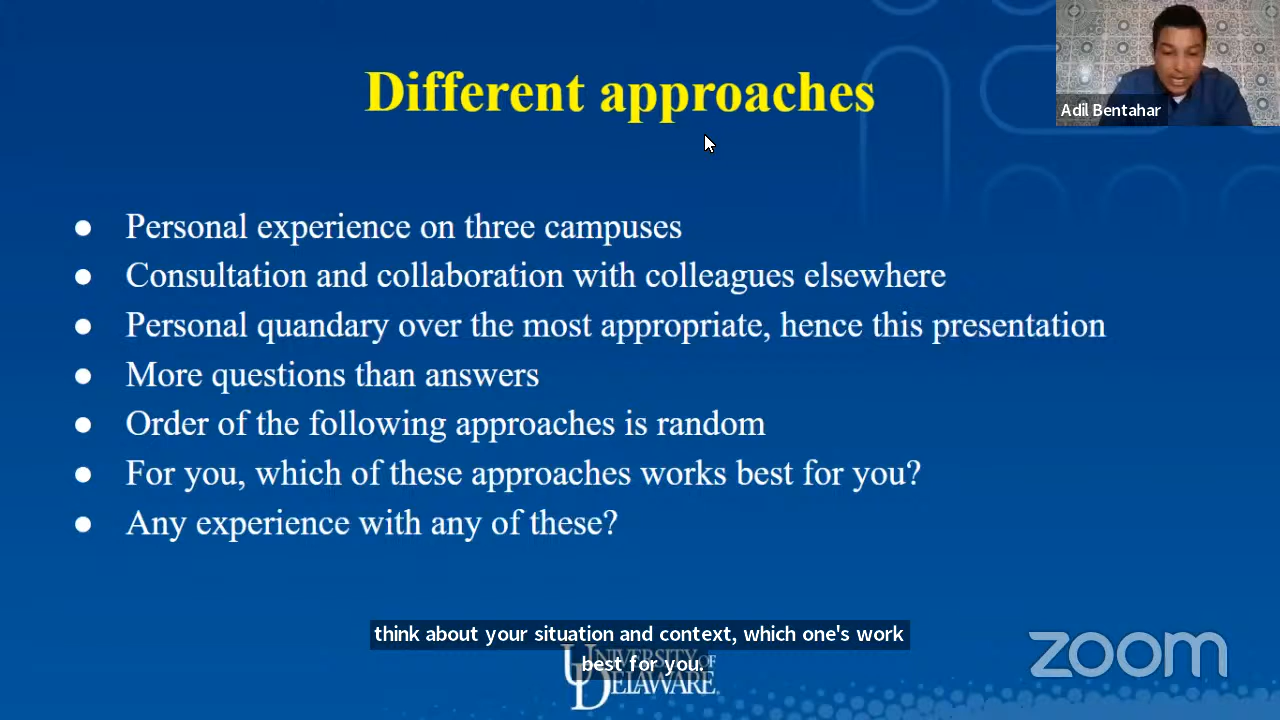 Different approaches
Adil Bentahar
● Personal experience on three campuses
● Consultation and collaboration with colleagues elsewhere
● Personal quandary over the most appropriate, hence this presentation
● More questions than answers
● Order of the following approaches is random
● For you, which of these approaches works best for you?
● Any experience with any of these?
think about your situation and context, which one's work
best for you.
UNIVERSITY OF
DELAWARE
zoom